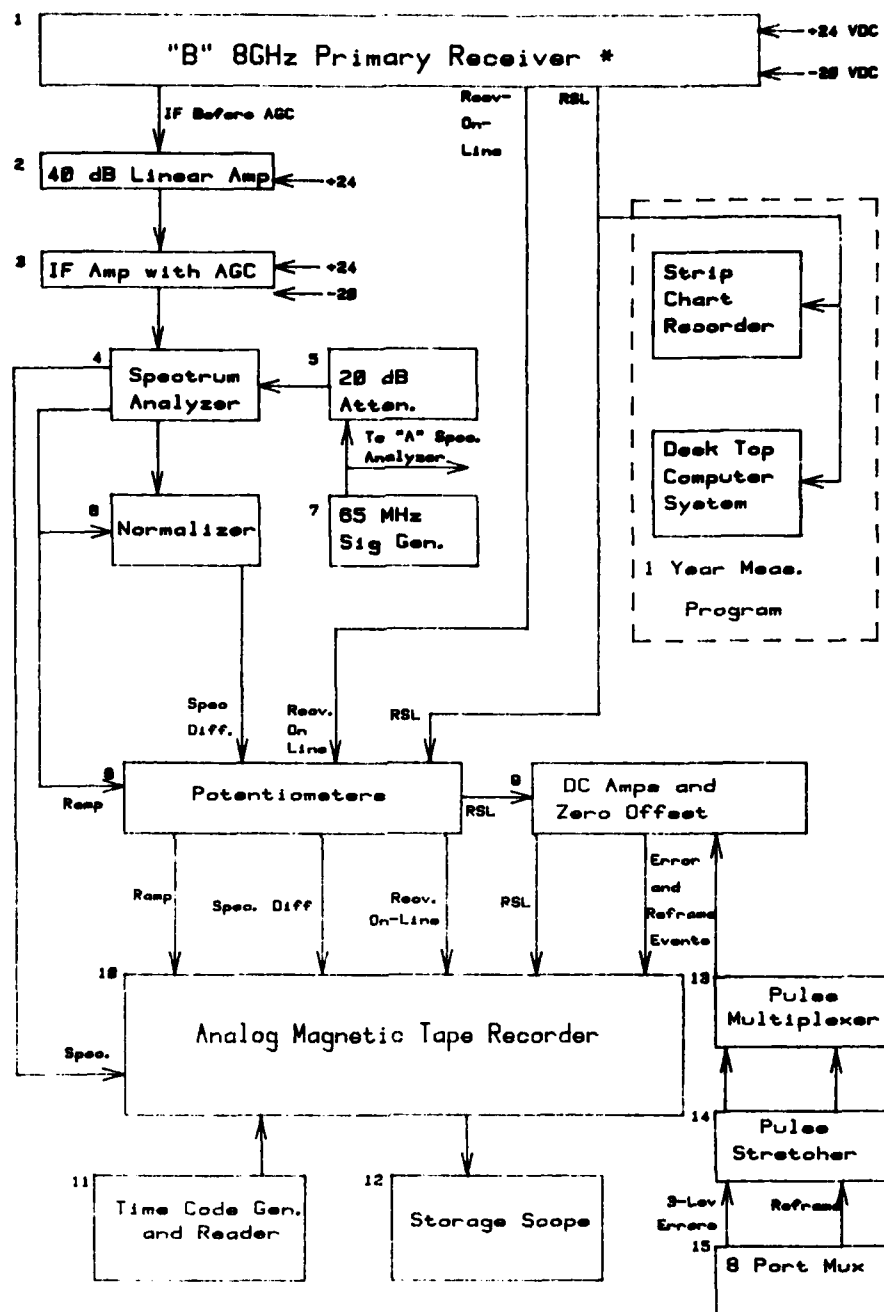 1
"B" 8GHz Primary Receiver *
+24 VDC
-20 VDC
IF Before AGC
Recv-
On-
Line
RSL
2
40 dB Linear Amp
+24
3
IF Amp with AGC
+24
-20
Strip
Chart
Recorder
4
Spectrum
Analyzer
5
20 dB
Atten.
To "A" Spec.
Analyzer
Desk Top
Computer
System
6
Normalizer
7
65 MHz
Sig Gen.
1 Year Meas.
Program
Spec
Diff.
Recv.
On
Line
RSL
8
Potentiometers
Ramp
RSL
9
DC Amps and
Zero Offset
Ramp
Spec. Diff
Recv.
On-Line
RSL
Error
and
Reframe
Events
10
Analog Magnetic Tape Recorder
Spec.
13
Pulse
Multiplexer
14
Pulse
Stretcher
11
Time Code Gen.
and Reader
12
Storage Scope
3-Lev
Errors
Reframe
15
8 Port Mux